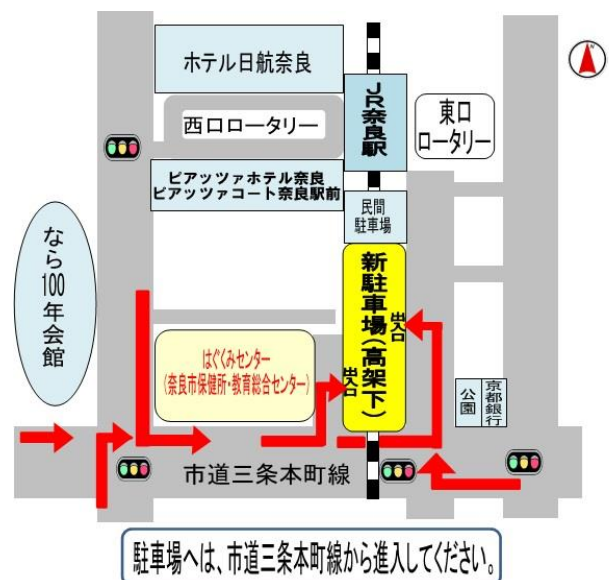 ホテル日航奈良
西口ロータリー
JR奈良駅
東口
ロータリー
ピアッツァホテル奈良
ピアッツァコート奈良駅前
民間
駐車場
なら100年会館
新駐車場(高架下)
出入口
出入口
はぐくみセンター
(奈良市保健所・教育総合センター)
公園
京都銀行
市道三条本町線
駐車場へは、市道三条本町線から進入してください。